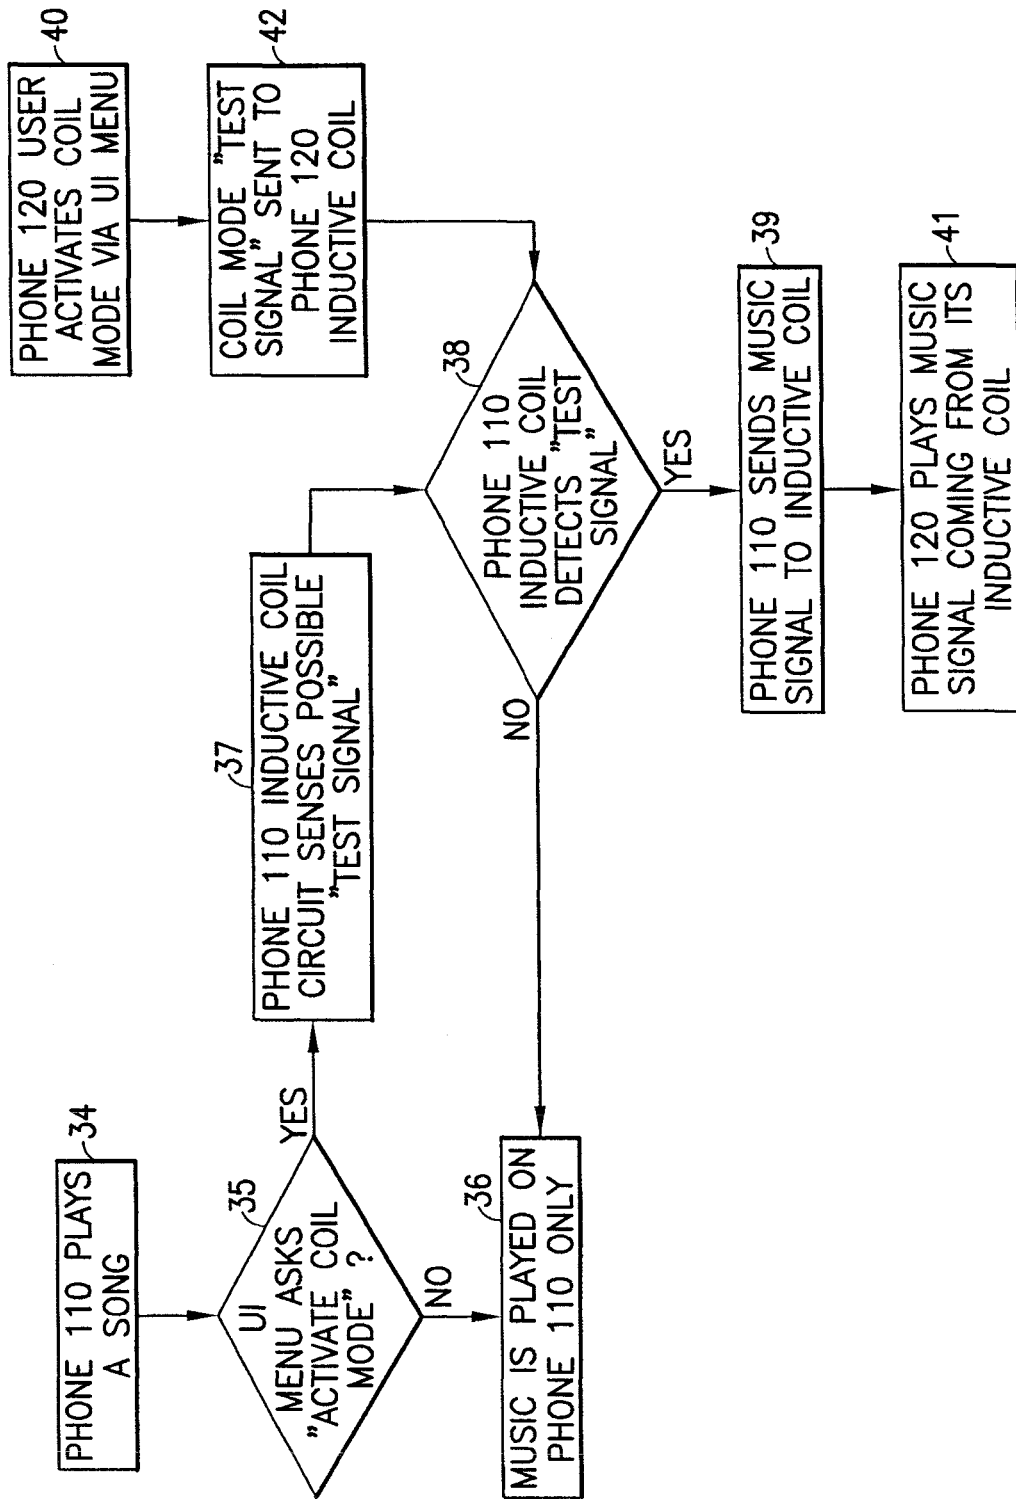 PHONE 110 PLAYS
A SONG
34
UI
MENU ASKS
"ACTIVATE COIL
MODE" ?
35
YES
NO
MUSIC IS PLAYED ON
PHONE 110 ONLY
36
PHONE 110 INDUCTIVE COIL
CIRCUIT SENSES POSSIBLE
"TEST SIGNAL"
37
PHONE 120 USER
ACTIVATES COIL
MODE VIA UI MENU
40
COIL MODE "TEST
SIGNAL" SENT TO
PHONE 120
INDUCTIVE COIL
42
PHONE 110
INDUCTIVE COIL
DETECTS "TEST
SIGNAL"
38
NO
YES
PHONE 110 SENDS MUSIC
SIGNAL TO INDUCTIVE COIL
39
PHONE 120 PLAYS MUSIC
SIGNAL COMING FROM ITS
INDUCTIVE COIL
41